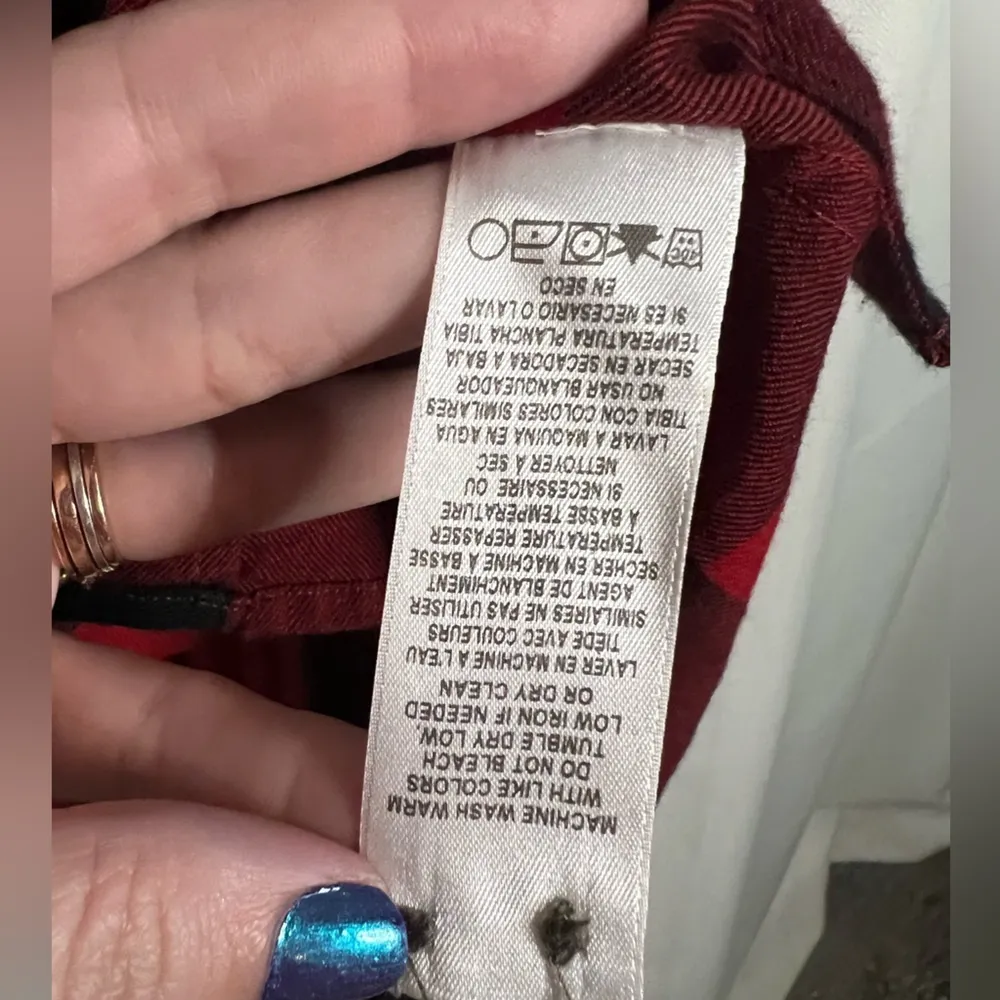 MACHINE WASH WARM
WITH LIKE COLORS
DO NOT BLEACH
TUMBLE DRY LOW,
LOW IRON IF NEEDED
OR DRY CLEAN
LAVER EN MACHINE À L'EAU
TIÈDE AVEC COULEURS
SIMILAIRES NE PAS UTILISER
AGENT DE BLANCHIMENT
SÉCHER EN MACHINE À BASSE
TEMPÉRATURE REPASSER
À BASSE TEMPÉRATURE
SI NÉCESSAIRE OU
NETTOYER À SEC
LAVAR A MAQUINA EN AGUA
TIBIA CON COLORES SIMILARES
NO USAR BLANQUEADOR
SECAR EN SECADORA A BAJA
TEMPERATURA PLANCHA TIBIA
SI ES NECESARIO O LAVAR
EN SECO
40C